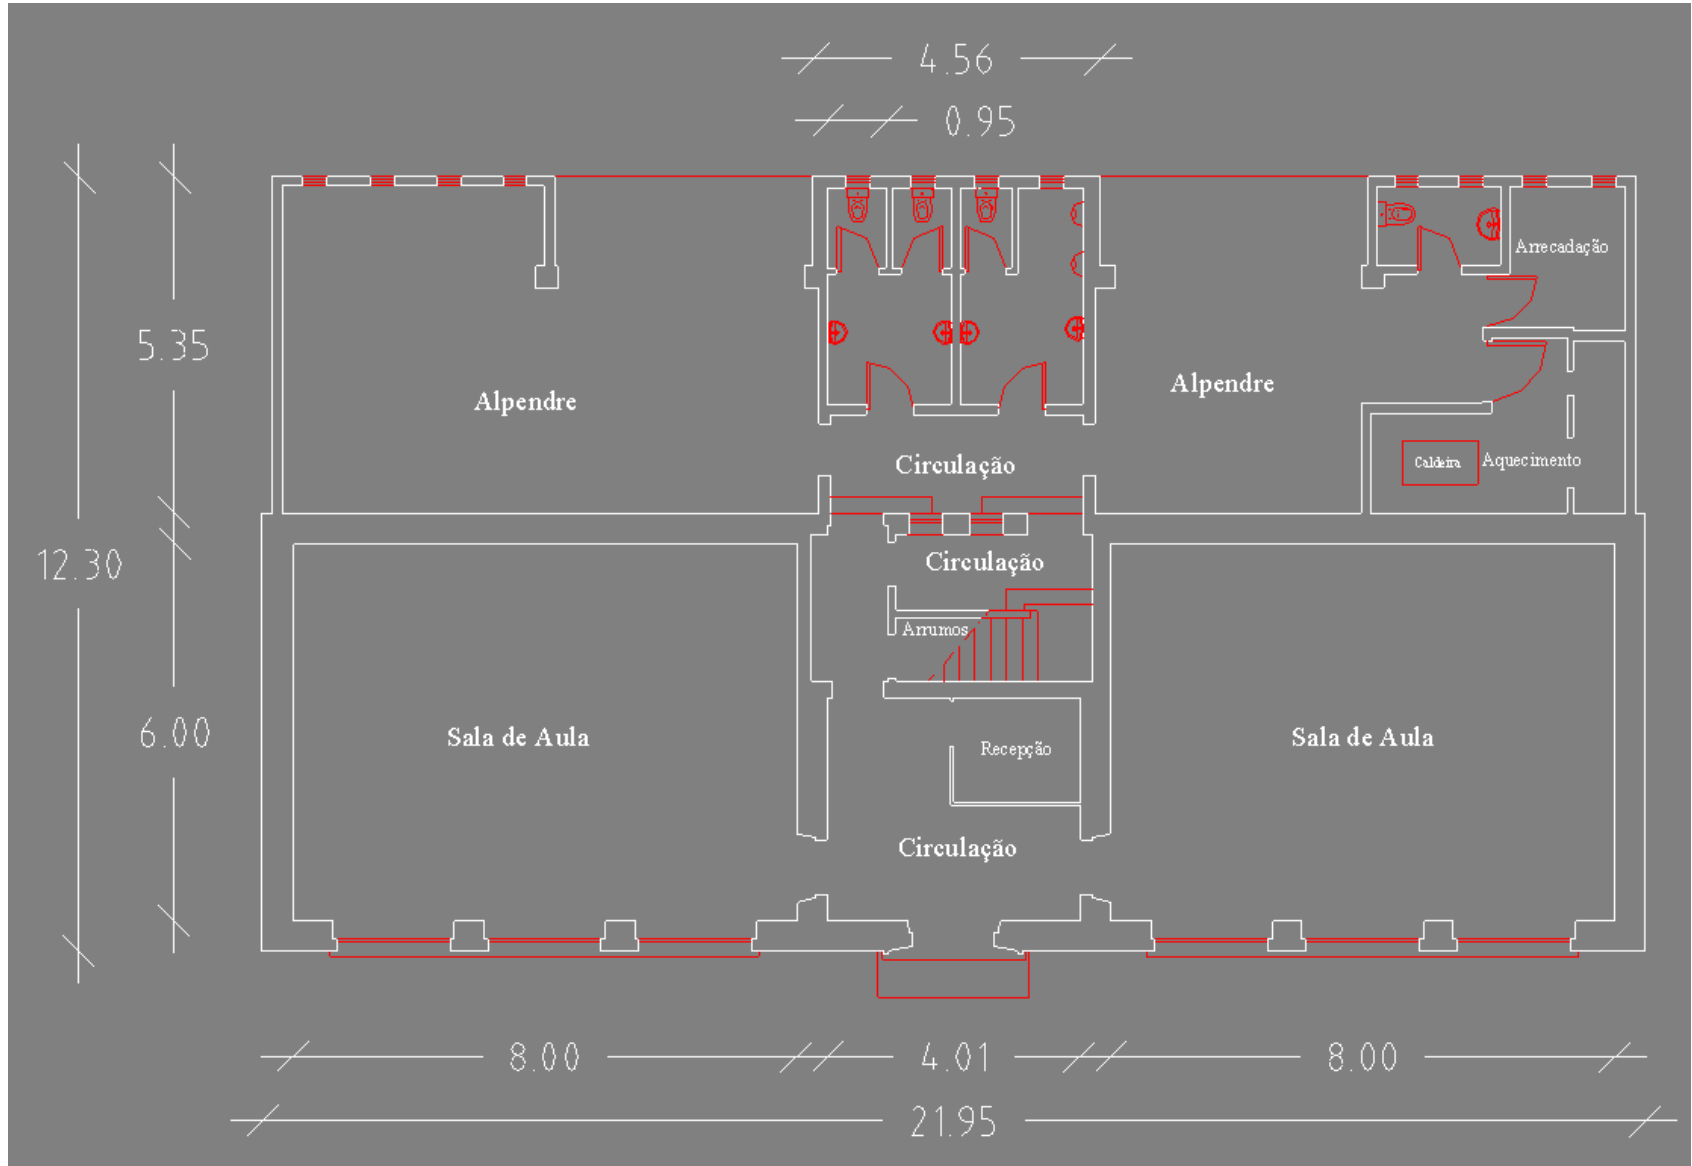 4.56
0.95
Arrecadação
5.35
Alpendre
Alpendre
Circulação
Caldeira
Aquecimento
12.30
Circulação
Arrumos
6.00
Sala de Aula
Recepção
Sala de Aula
Circulação
8.00
4.01
8.00
21.95